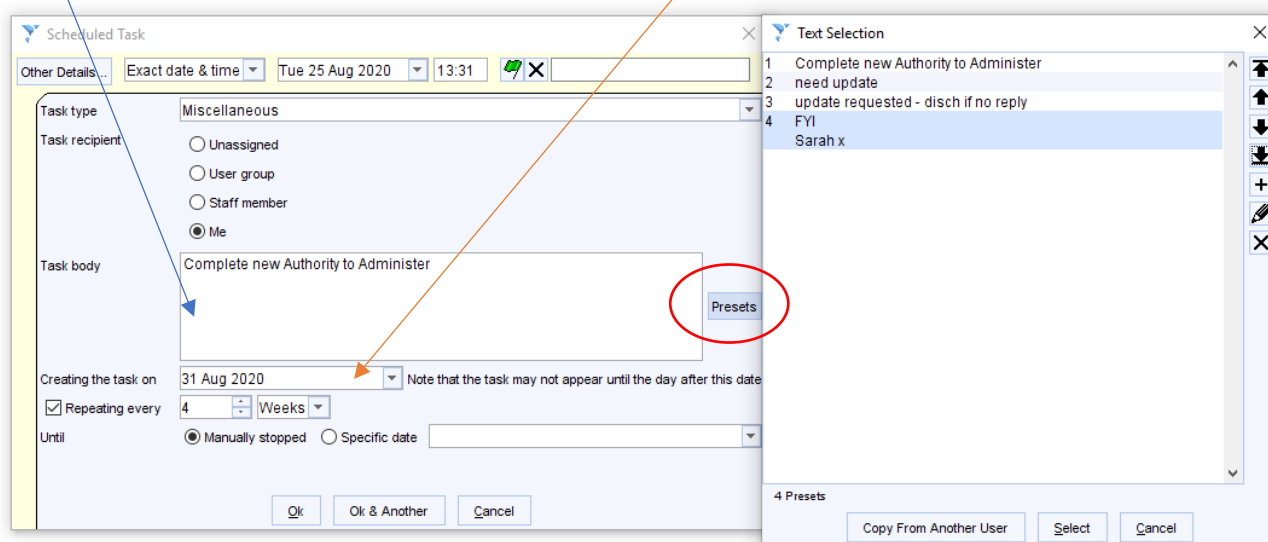 Scheduled Task
Other Details... Exact date & time Tue 25 Aug 2020 13:31
Task type Miscellaneous
Task recipient
Unassigned
User group
Staff member
Me
Task body Complete new Authority to Administer
Presets
Creating the task on 31 Aug 2020 Note that the task may not appear until the day after this date
Repeating every 4 Weeks
Until Manually stopped Specific date
Ok Ok & Another Cancel
Text Selection
1 Complete new Authority to Administer
2 need update
3 update requested - disch if no reply
4 FYI
Sarah x
4 Presets
Copy From Another User Select Cancel